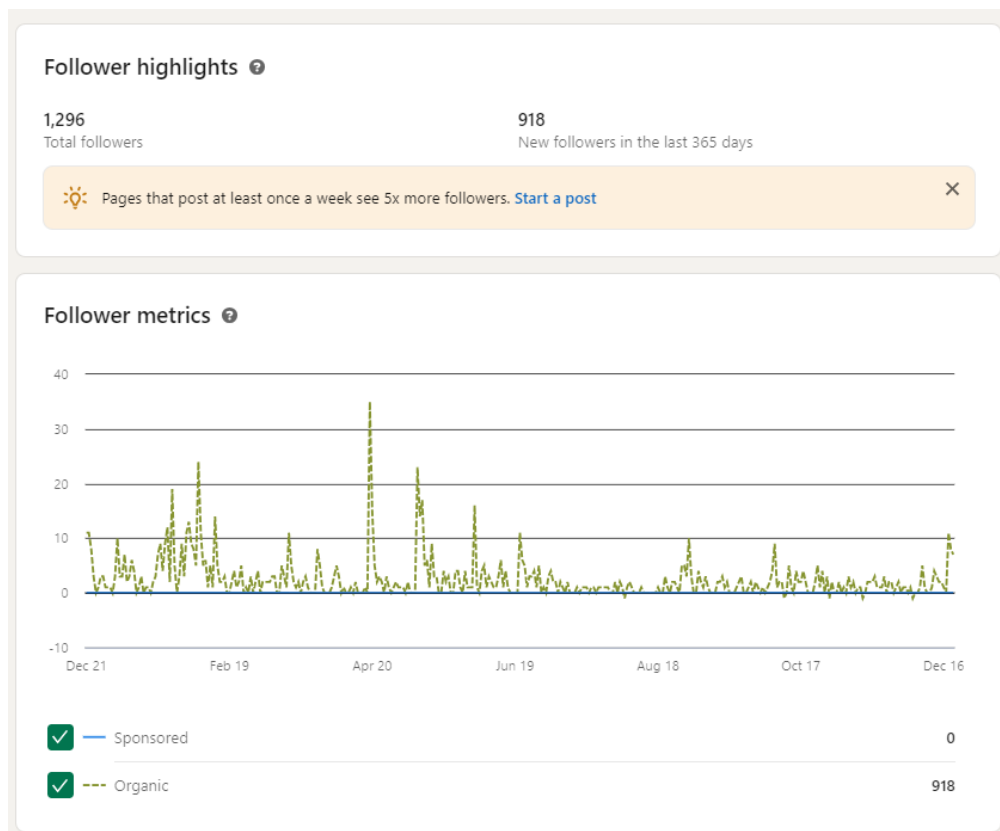 Follower highlights
1,296
Total followers
918
New followers in the last 365 days
Pages that post at least once a week see 5x more followers. Start a post
Follower metrics
40
30
20
10
0
-10
Dec 21 Feb 19 Apr 20 Jun 19 Aug 18 Oct 17 Dec 16
Sponsored 0
Organic 918